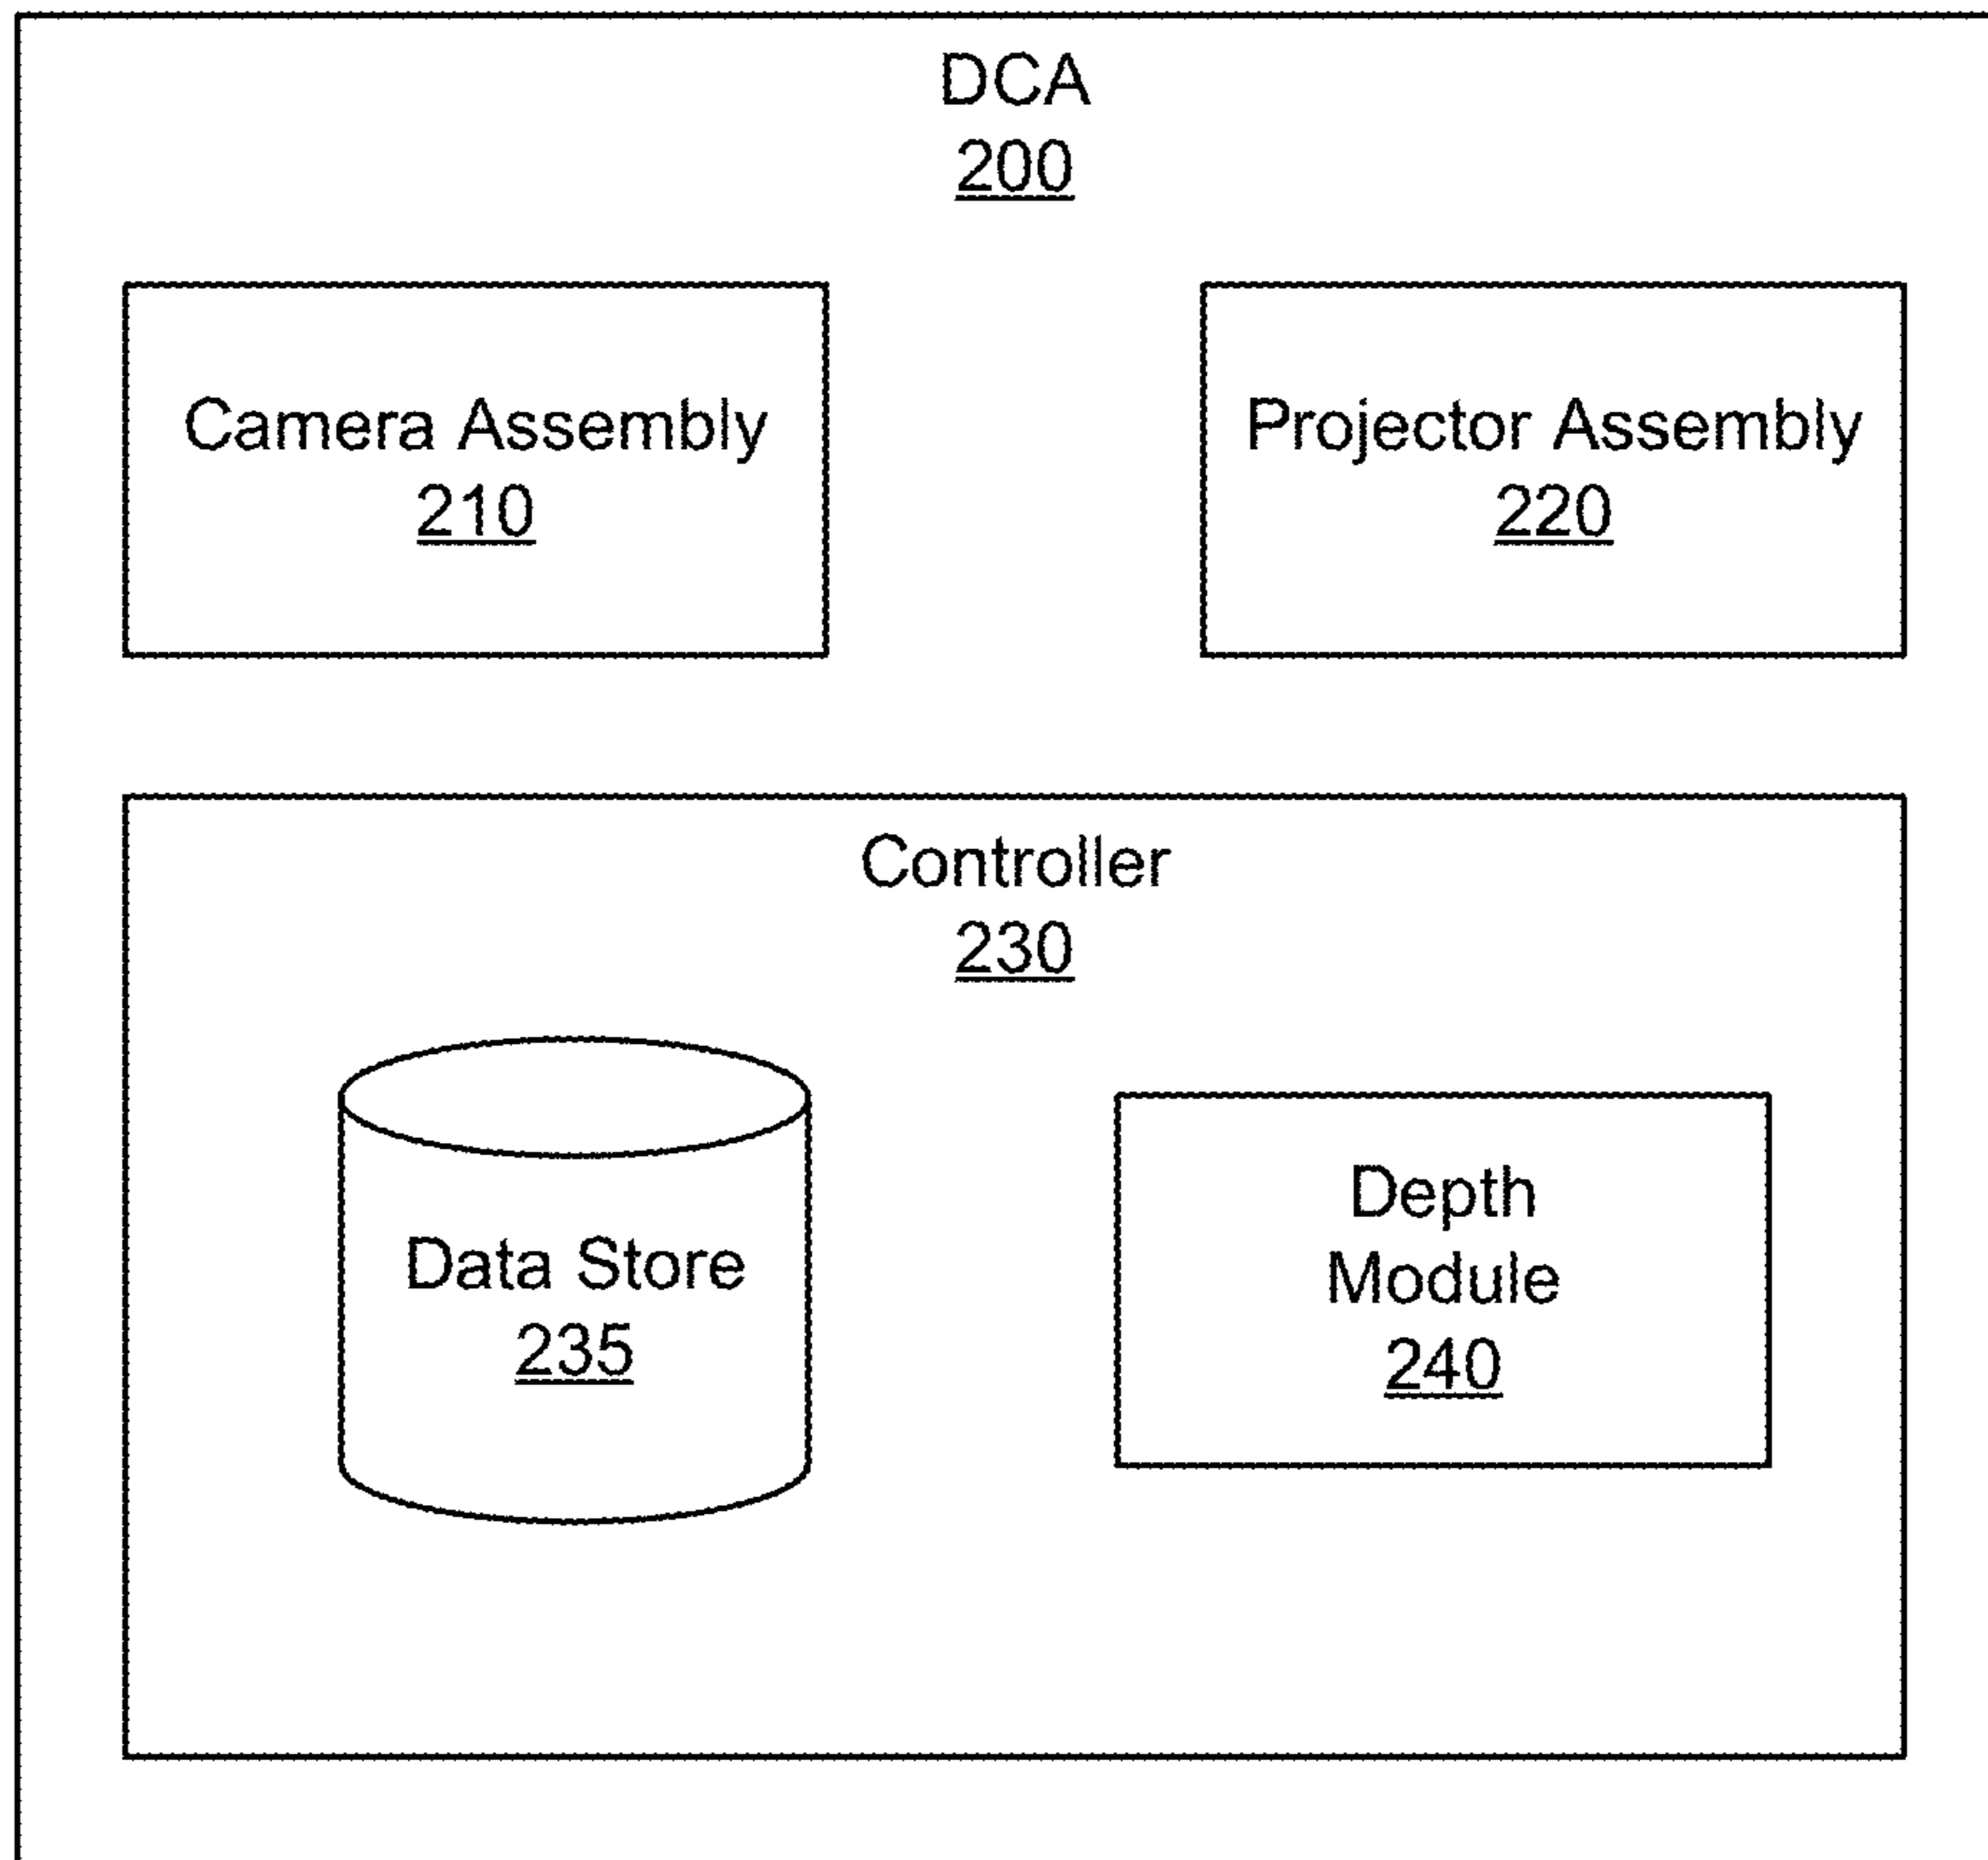 DCA
200
Camera Assembly
210
Projector Assembly
220
Controller
230
Data Store
235
Depth
Module
240